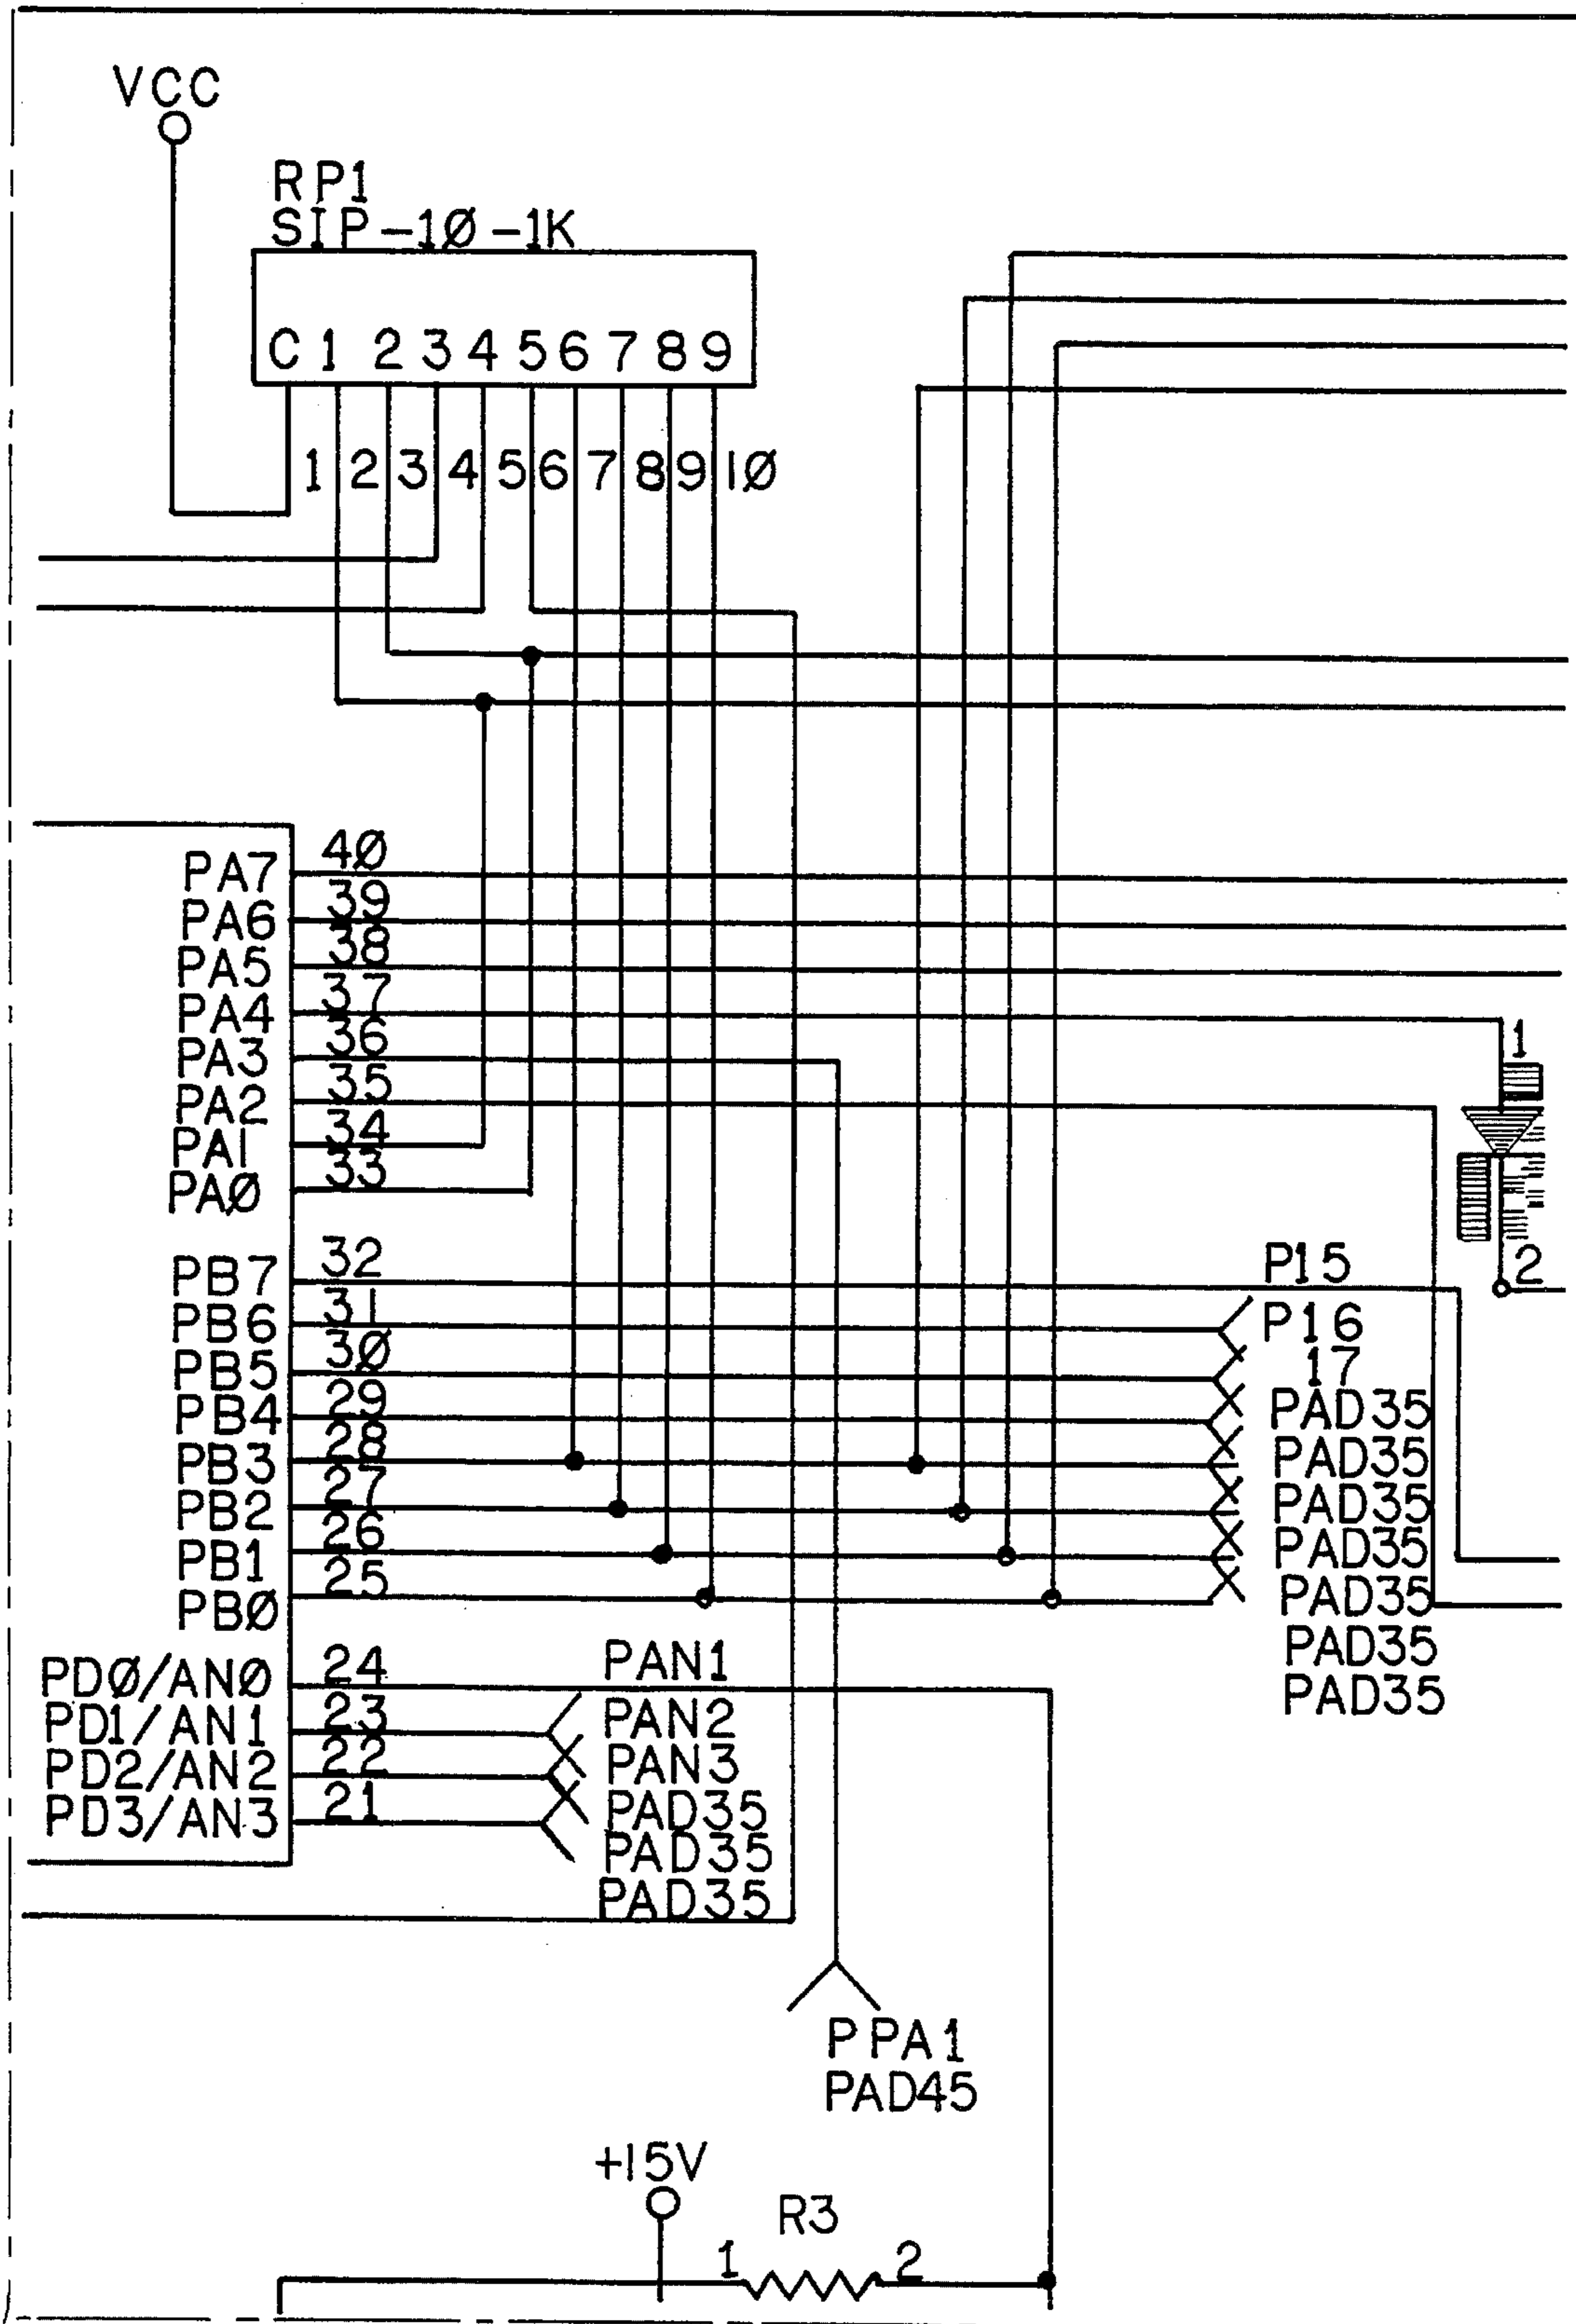 VCC
RP1
SIP-1Ø-1K
C 1 2 3 4 5 6 7 8 9
1 2 3 4 5 6 7 8 9 1Ø
PA7 4Ø
PA6 39
PA5 38
PA4 37
PA3 36
PA2 35
PA1 34
PAØ 33
1
2
PB7 32 P15
PB6 31 P16
PB5 3Ø 17
PB4 29 PAD35
PB3 28 PAD35
PB2 27 PAD35
PB1 26 PAD35
PBØ 25 PAD35
PAD35
PAD35
PDØ/ANØ 24 PAN1
PD1/AN1 23 PAN2
PD2/AN2 22 PAN3
PD3/AN3 21 PAD35
PAD35
PAD35
PPA1
PAD45
+15V
R3
1 2